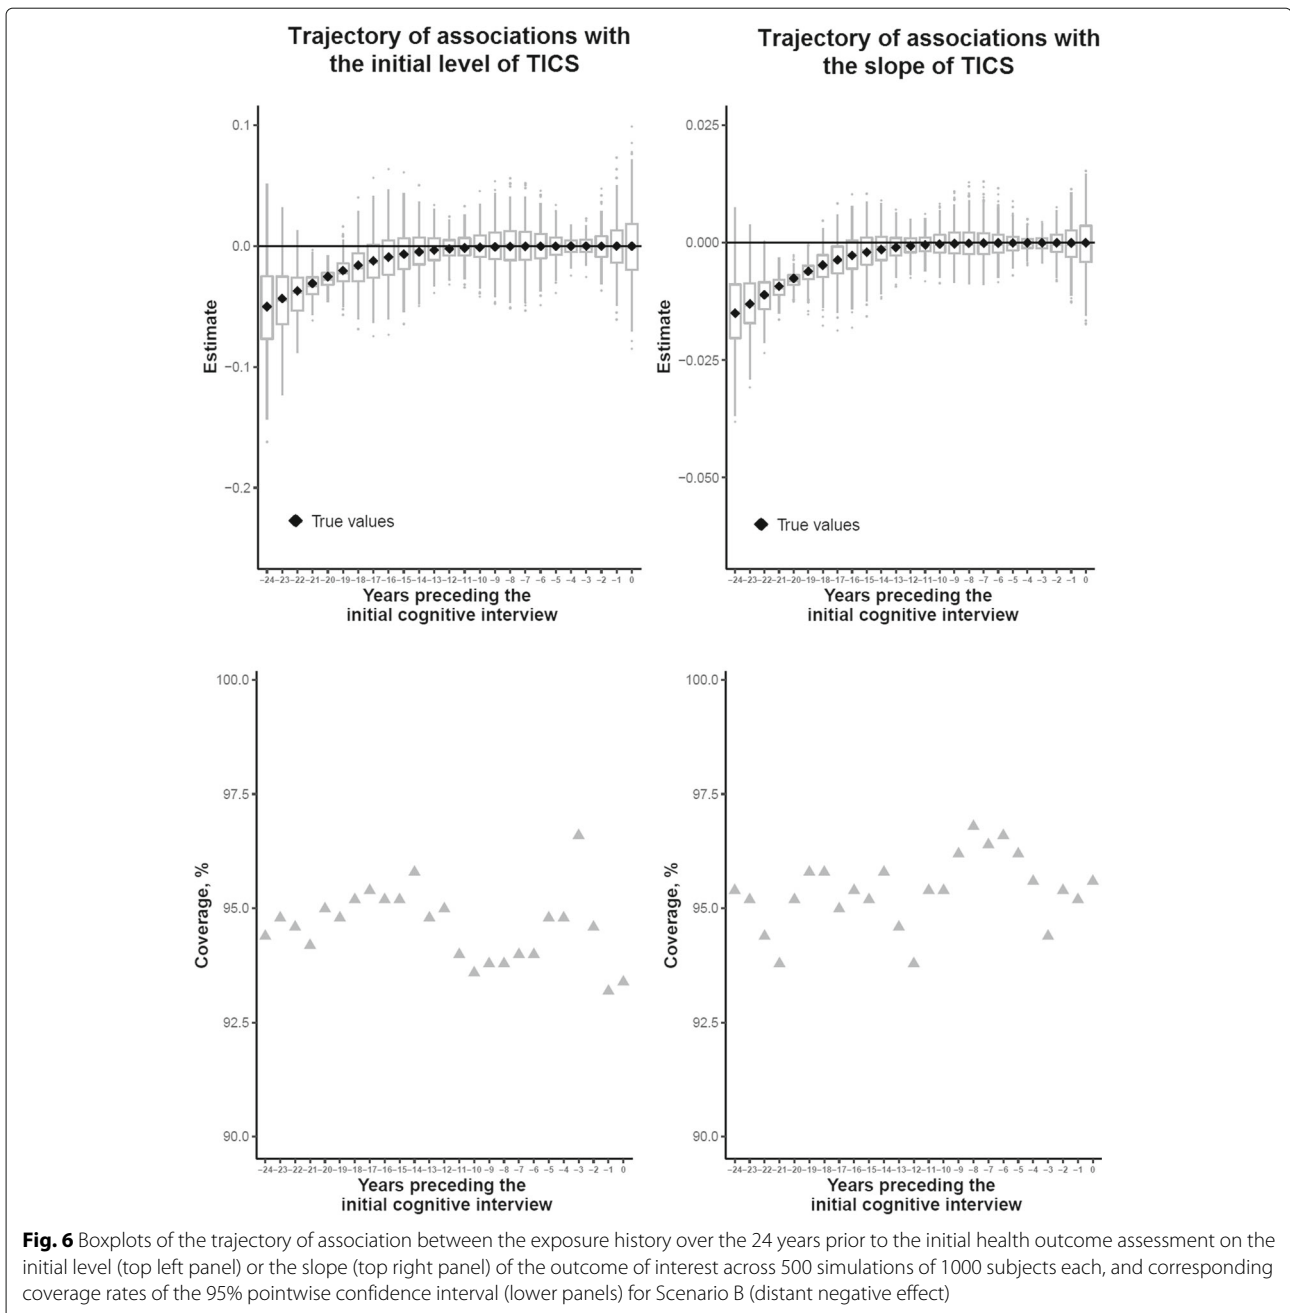 Trajectory of associations with
the initial level of TICS
Trajectory of associations with
the slope of TICS
0.1
0.0
−0.1
−0.2
Estimate
True values
−24 −23 −22 −21 −20 −19 −18 −17 −16 −15 −14 −13 −12 −11 −10 −9 −8 −7 −6 −5 −4 −3 −2 −1 0
Years preceding the
initial cognitive interview
0.025
0.000
−0.025
−0.050
Estimate
True values
−24 −23 −22 −21 −20 −19 −18 −17 −16 −15 −14 −13 −12 −11 −10 −9 −8 −7 −6 −5 −4 −3 −2 −1 0
Years preceding the
initial cognitive interview
100.0
97.5
95.0
92.5
90.0
Coverage, %
−24 −23 −22 −21 −20 −19 −18 −17 −16 −15 −14 −13 −12 −11 −10 −9 −8 −7 −6 −5 −4 −3 −2 −1 0
Years preceding the
initial cognitive interview
100.0
97.5
95.0
92.5
90.0
Coverage, %
−24 −23 −22 −21 −20 −19 −18 −17 −16 −15 −14 −13 −12 −11 −10 −9 −8 −7 −6 −5 −4 −3 −2 −1 0
Years preceding the
initial cognitive interview
Fig. 6 Boxplots of the trajectory of association between the exposure history over the 24 years prior to the initial health outcome assessment on the
initial level (top left panel) or the slope (top right panel) of the outcome of interest across 500 simulations of 1000 subjects each, and corresponding
coverage rates of the 95% pointwise confidence interval (lower panels) for Scenario B (distant negative effect)